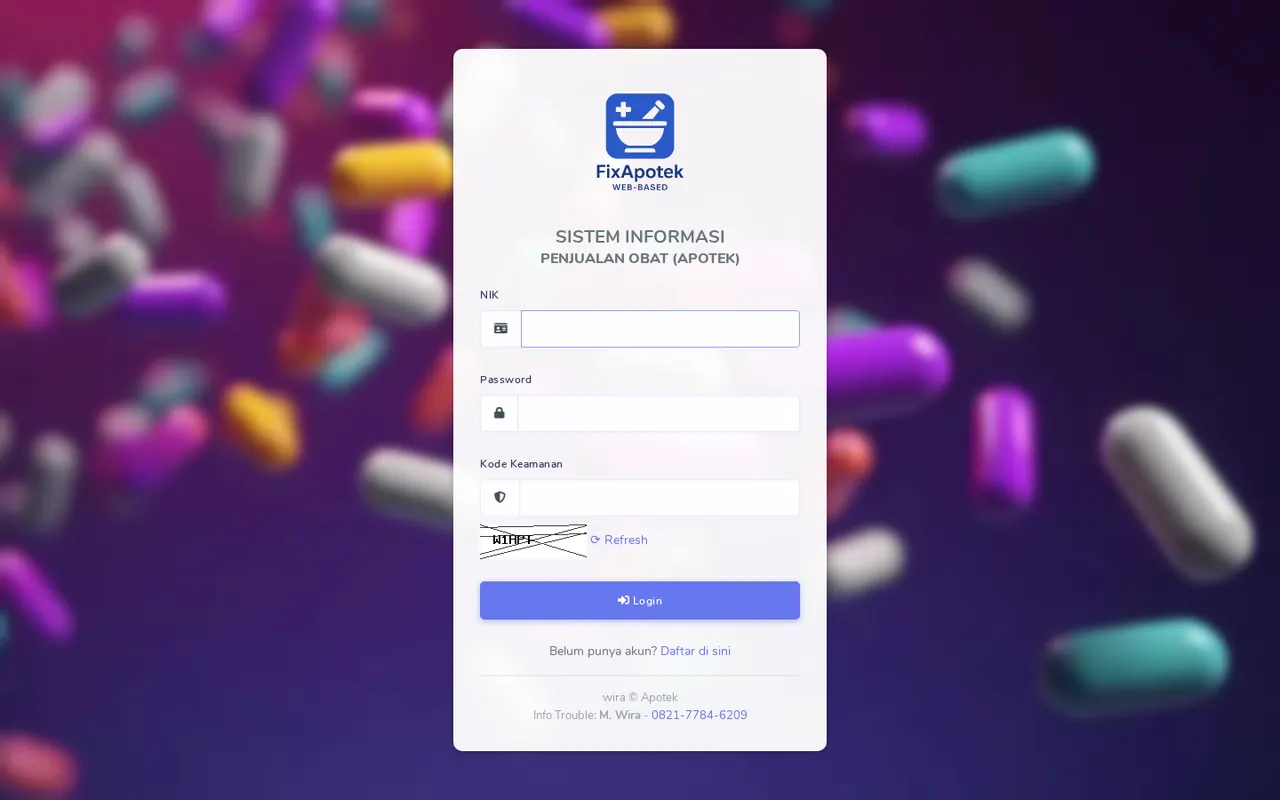 FixApotek
WEB-BASED
SISTEM INFORMASI
PENJUALAN OBAT (APOTEK)
NIK
Password
Kode Keamanan
⟳ Refresh
Login
Belum punya akun? Daftar di sini
wira © Apotek
Info Trouble: M. Wira - 0821-7784-6209